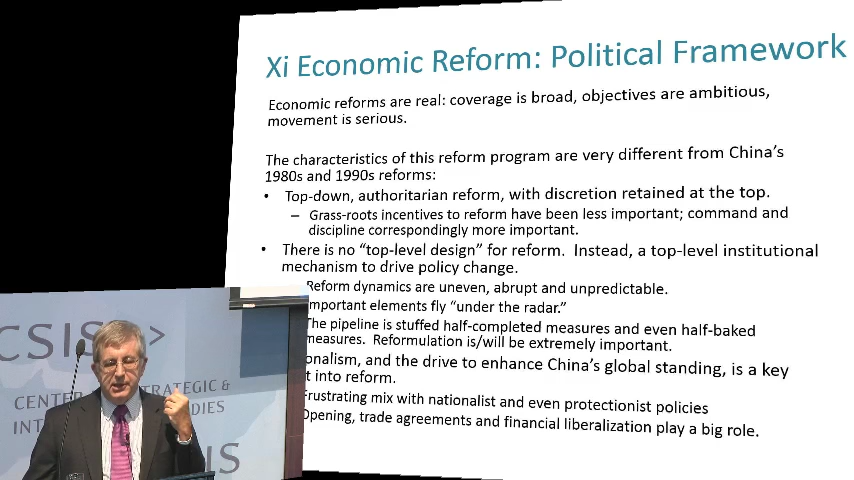 Xi Economic Reform: Political Framework
Economic reforms are real: coverage is broad, objectives are ambitious,
movement is serious.
The characteristics of this reform program are very different from China's
1980s and 1990s reforms:
• Top-down, authoritarian reform, with discretion retained at the top.
– Grass-roots incentives to reform have been less important; command and
discipline correspondingly more important.
• There is no "top-level design" for reform. Instead, a top-level institutional
mechanism to drive policy change.
Reform dynamics are uneven, abrupt and unpredictable.
mportant elements fly "under the radar."
The pipeline is stuffed half-completed measures and even half-baked
measures. Reformulation is/will be extremely important.
onalism, and the drive to enhance China's global standing, is a key
t into reform.
Frustrating mix with nationalist and even protectionist policies
Opening, trade agreements and financial liberalization play a big role.
CSIS >
CENTER STRATEGIC &
INT DIES
IS